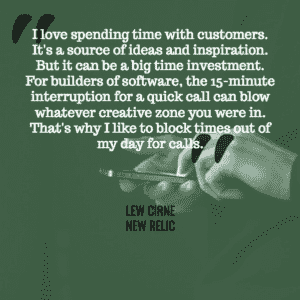 "
I love spending time with customers.
It's a source of ideas and inspiration.
But it can be a big time investment.
For builders of software, the 15-minute
interruption for a quick call can blow
whatever creative zone you were in.
That's why I like to block times out of
my day for calls.
"
LEW CIRNE
NEW RELIC